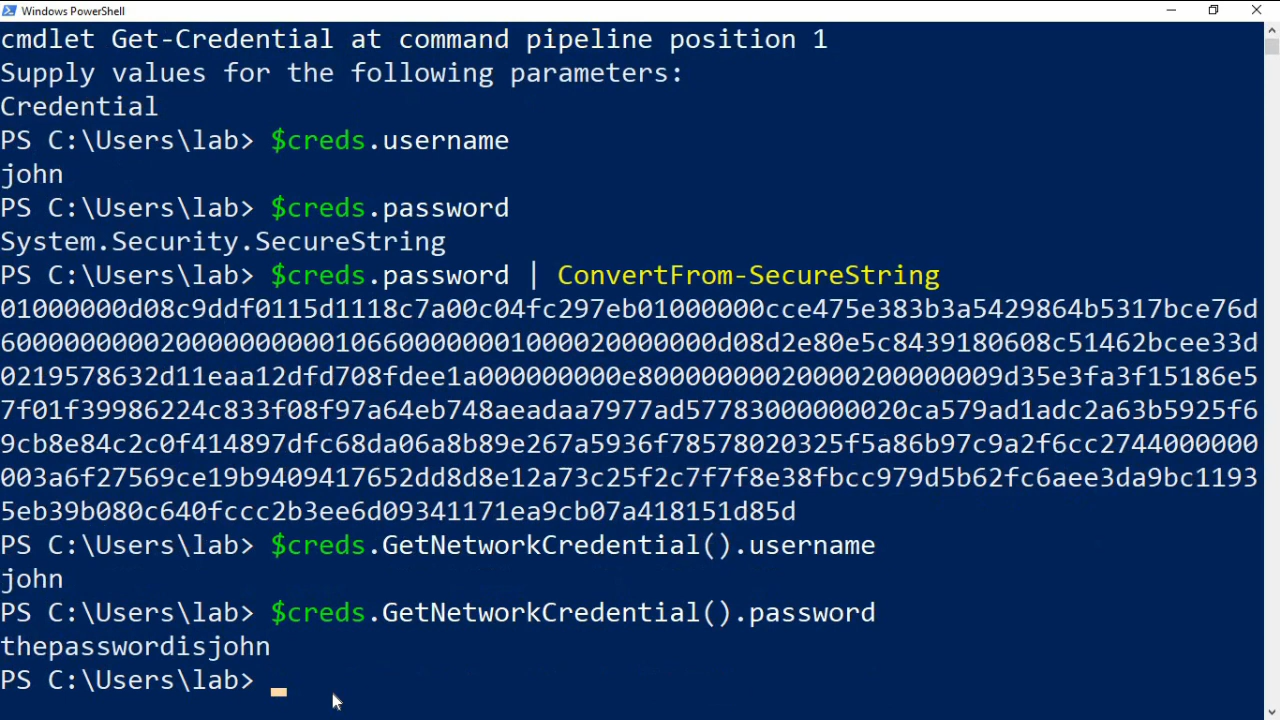 Windows PowerShell
cmdlet Get-Credential at command pipeline position 1
Supply values for the following parameters:
Credential
PS C:\Users\lab> $creds.username
john
PS C:\Users\lab> $creds.password
System.Security.SecureString
PS C:\Users\lab> $creds.password | ConvertFrom-SecureString
01000000d08c9ddf0115d1118c7a00c04fc297eb01000000cce475e383b3a5429864b5317bce76d
60000000002000000000010660000000010000200000000d08d2e80e5c8439180608c51462bcee33d
0219578632d11eaa12dfd708fdee1a000000000e80000000020000200000009d35e3fa3f15186e5
7f01f39986224c833f08f97a64eb748aeadaa7977ad57783000000020ca579ad1adc2a63b5925f6
9cb8e84c2c0f414897dfc68da06a8b89e267a5936f78578020325f5a86b97c9a2f6cc2744000000
003a6f27569ce19b9409417652dd8d8e12a73c25f2c7f7f8e38fbcc979d5b62fc6aee3da9bc1193
5eb39b080c640fccc2b3ee6d09341171ea9cb07a418151d85d
PS C:\Users\lab> $creds.GetNetworkCredential().username
john
PS C:\Users\lab> $creds.GetNetworkCredential().password
thepasswordisjohn
PS C:\Users\lab>